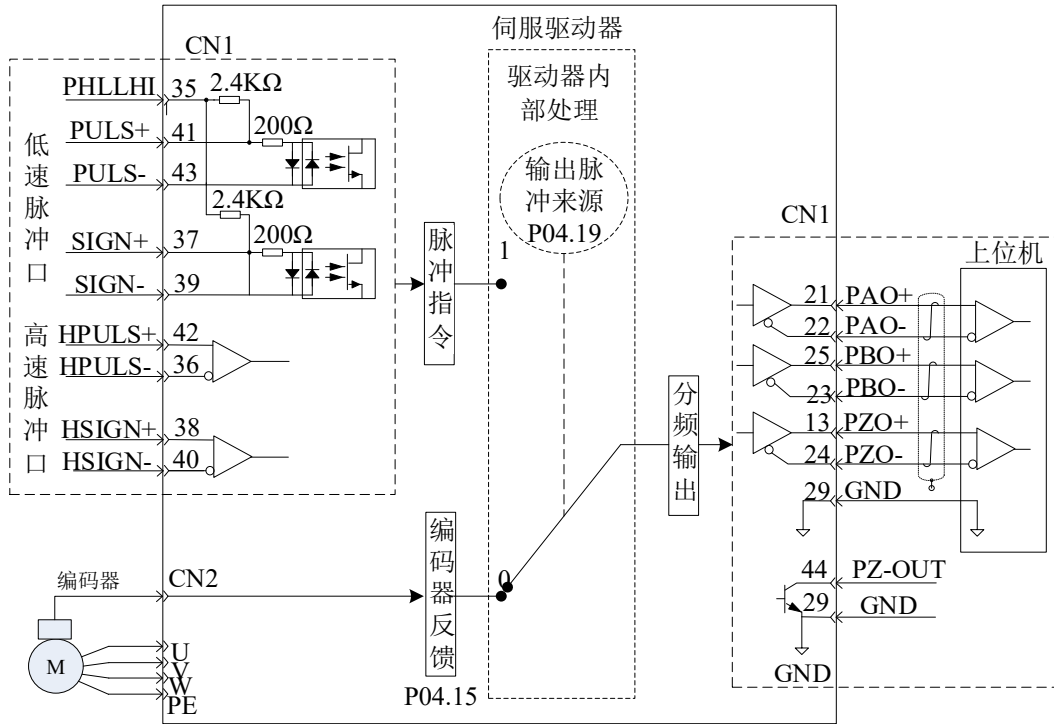 伺服驱动器
CN1
低速脉冲口
PHLLHI 35 2.4KΩ
PULS+ 41 200Ω
PULS- 43
2.4KΩ
SIGN+ 37 200Ω
SIGN- 39
高速脉冲口
HPULS+ 42
HPULS- 36
HSIGN+ 38
HSIGN- 40
脉冲指令
驱动器内
部处理
输出脉
冲来源
P04.19
1
0
编码器
CN2
M
U
V
W
PE
编码器反馈
P04.15
分频输出
CN1
上位机
21 PAO+
22 PAO-
25 PBO+
23 PBO-
13 PZO+
24 PZO-
29 GND
44 PZ-OUT
29 GND
GND